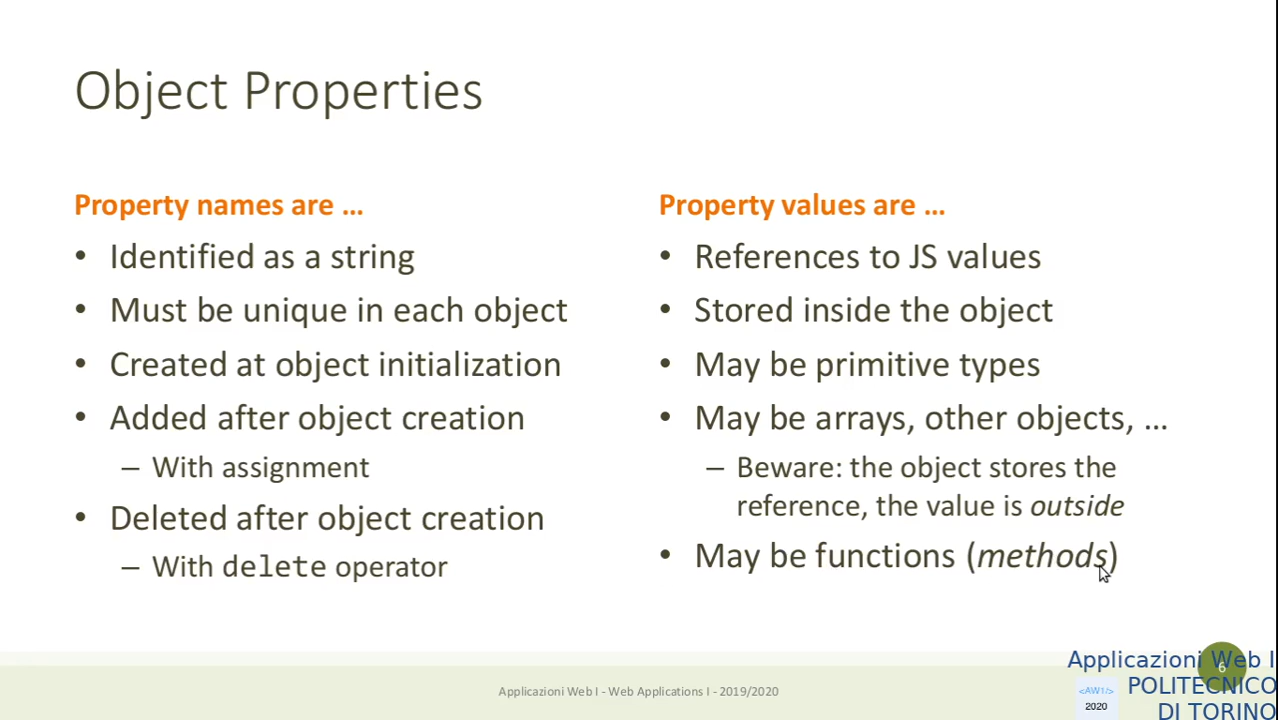 Object Properties
Property names are …
• Identified as a string
• Must be unique in each object
• Created at object initialization
• Added after object creation
– With assignment
• Deleted after object creation
– With delete operator
Property values are …
• References to JS values
• Stored inside the object
• May be primitive types
• May be arrays, other objects, …
– Beware: the object stores the
reference, the value is outside
• May be functions (methods)
Applicazioni Web I - Web Applications I - 2019/2020
6
Applicazioni Web I
POLITECNICO
DI TORINO
<AW1/>
2020